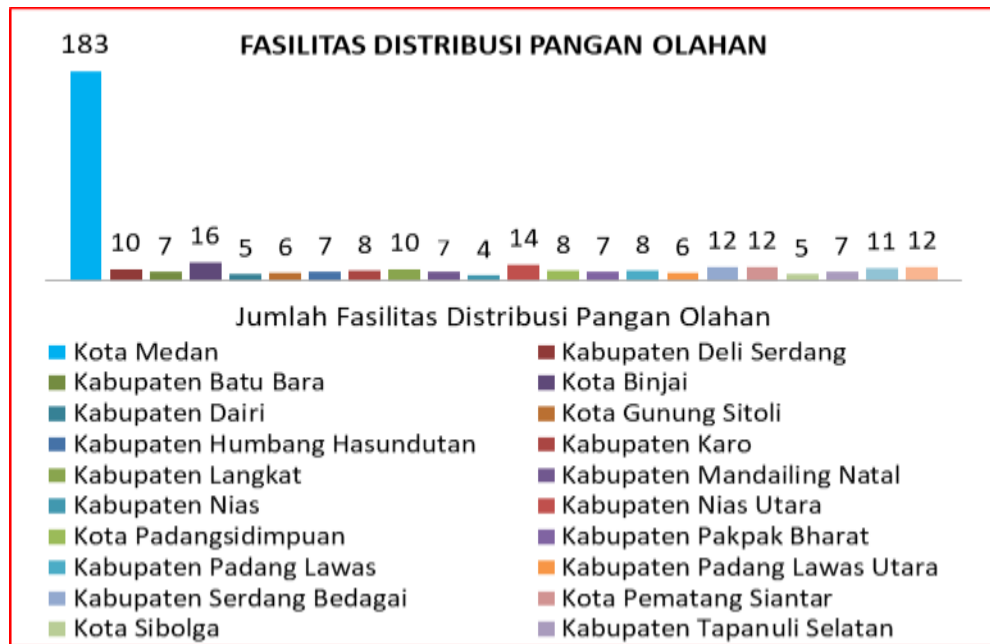 183
FASILITAS DISTRIBUSI PANGAN OLAHAN
10 7 16 5 6 7 8 10 7 4 14 8 7 8 6 12 12 5 7 11 12
Jumlah Fasilitas Distribusi Pangan Olahan
Kota Medan
Kabupaten Deli Serdang
Kabupaten Batu Bara
Kota Binjai
Kabupaten Dairi
Kota Gunung Sitoli
Kabupaten Humbang Hasundutan
Kabupaten Karo
Kabupaten Langkat
Kabupaten Mandailing Natal
Kabupaten Nias
Kabupaten Nias Utara
Kota Padangsidimpuan
Kabupaten Pakpak Bharat
Kabupaten Padang Lawas
Kabupaten Padang Lawas Utara
Kabupaten Serdang Bedagai
Kota Pematang Siantar
Kota Sibolga
Kabupaten Tapanuli Selatan